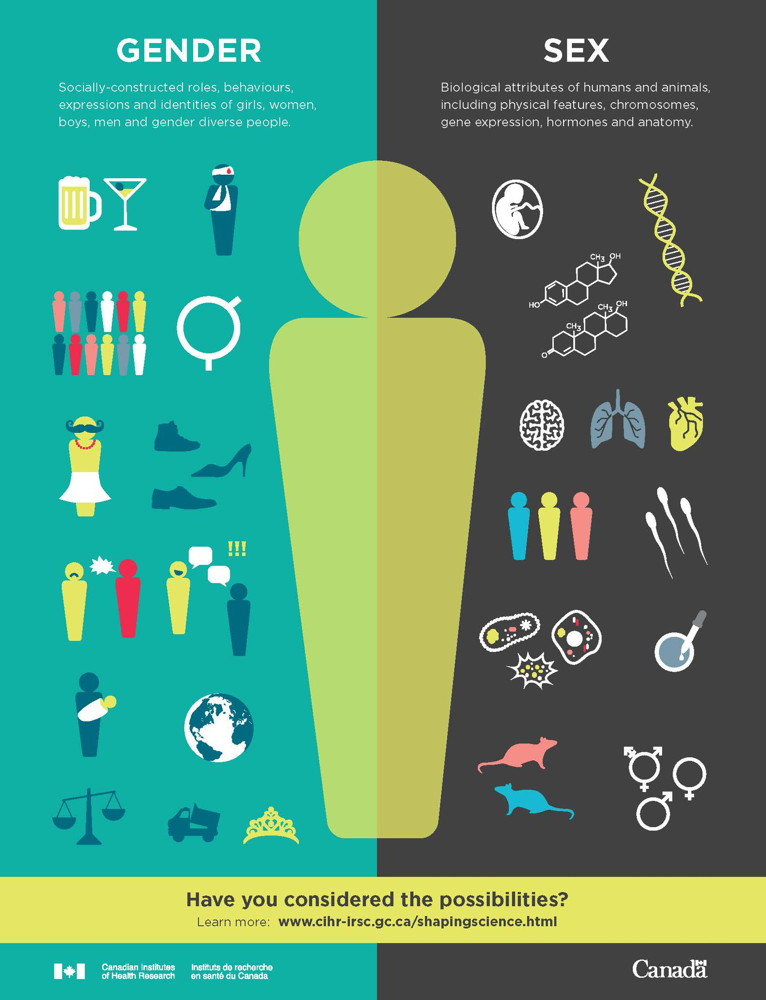 GENDER
Socially-constructed roles, behaviours,
expressions and identities of girls, women,
boys, men and gender diverse people.
SEX
Biological attributes of humans and animals,
including physical features, chromosomes,
gene expression, hormones and anatomy.
CH3 OH
HO
CH3 OH
CH3
O
!!!
Have you considered the possibilities?
Learn more: www.cihr-irsc.gc.ca/shapingscience.html
Canadian Institutes
of Health Research
Instituts de recherche
en santé du Canada
Canada